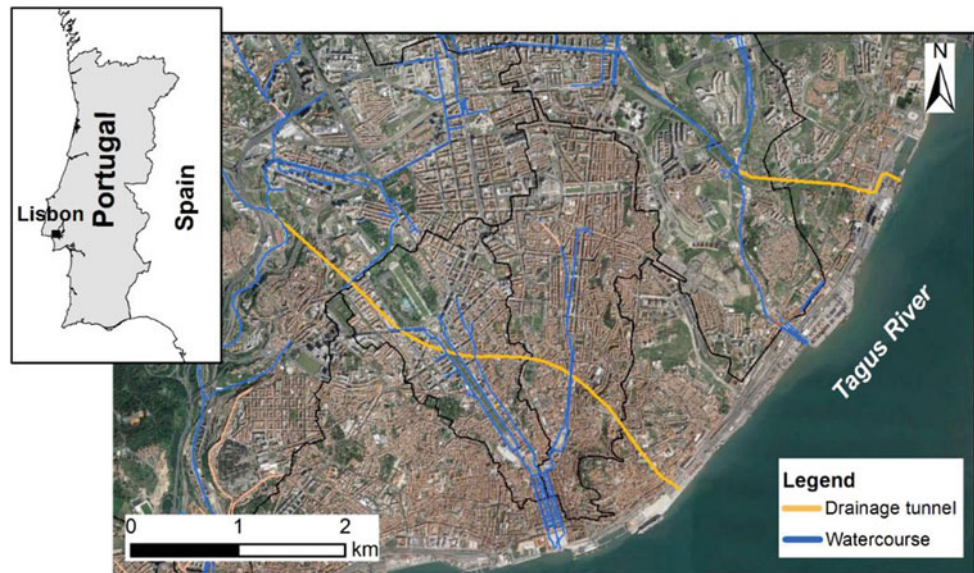 Portugal
Spain
Lisbon
N
Tagus River
0 1 2
km
Legend
Drainage tunnel
Watercourse